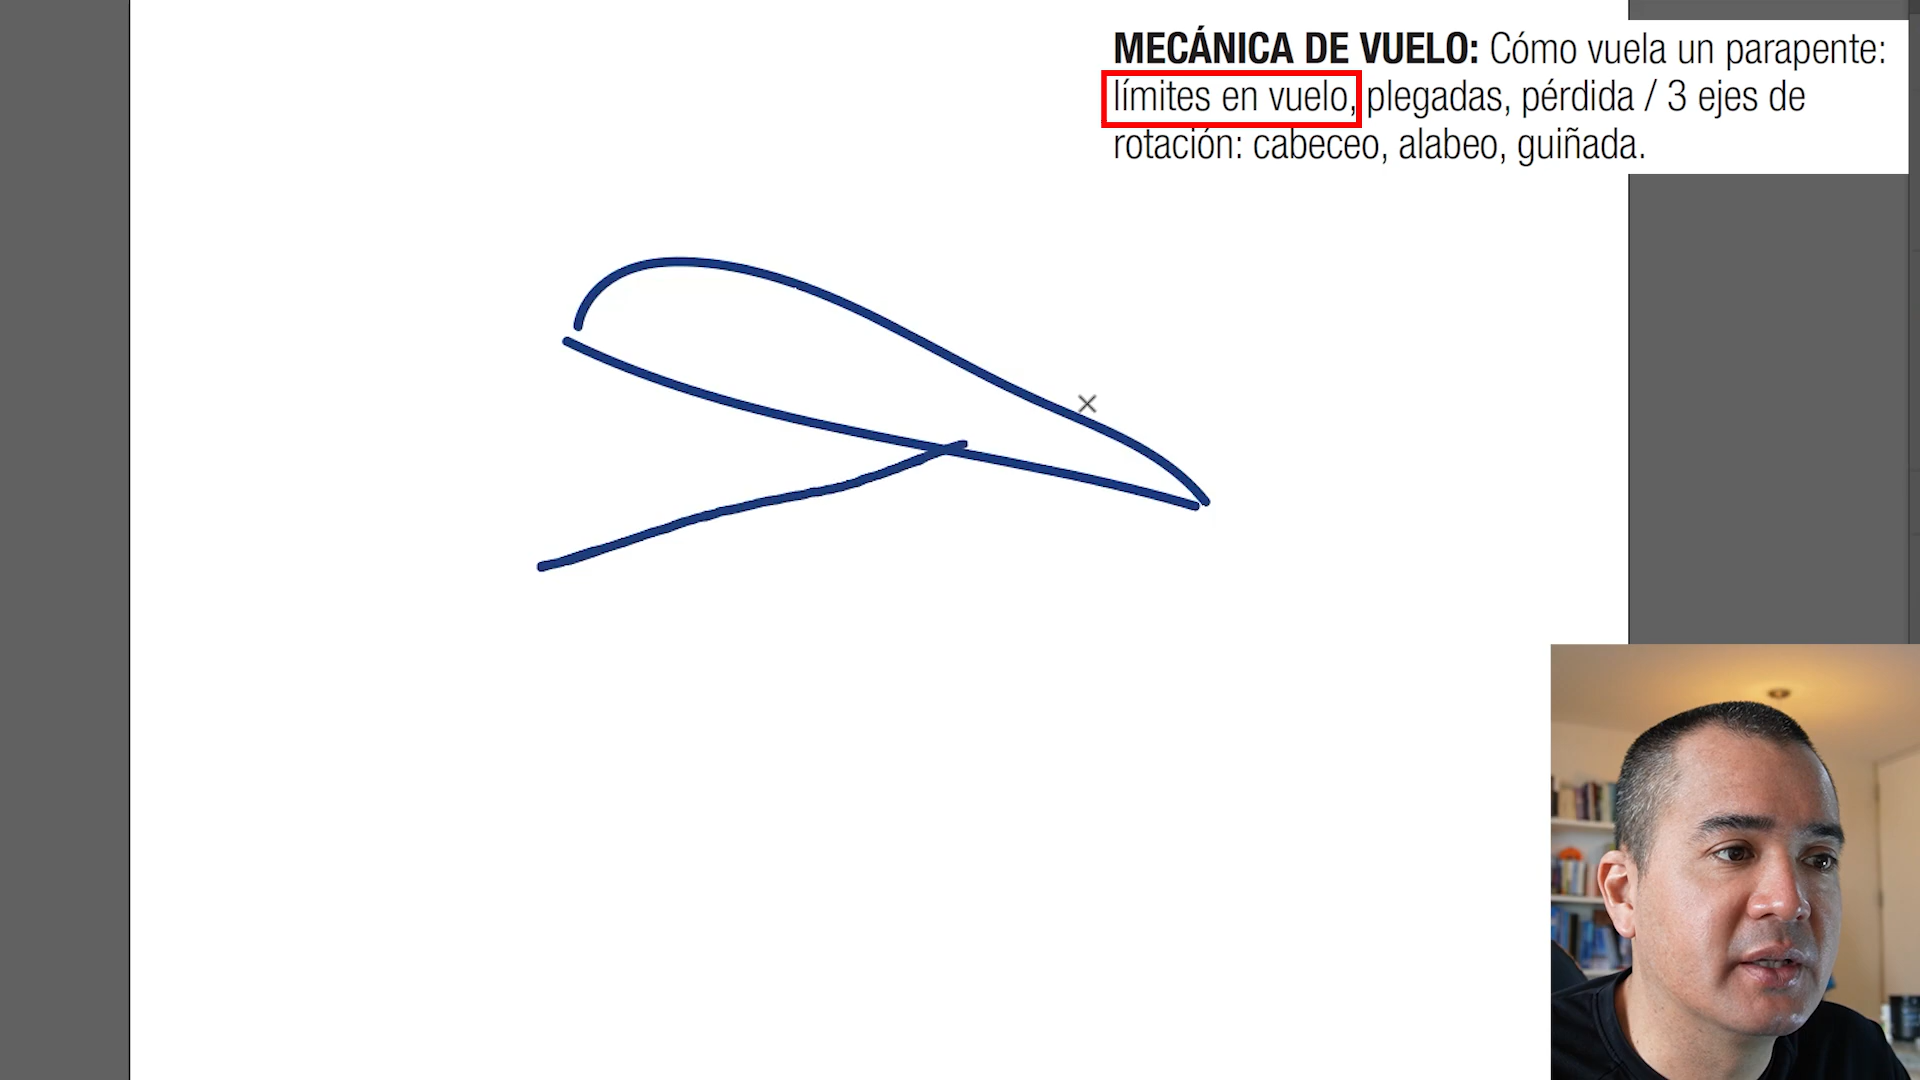 MECÁNICA DE VUELO: Cómo vuela un parapente:
límites en vuelo, plegadas, pérdida / 3 ejes de
rotación: cabeceo, alabeo, guiñada.